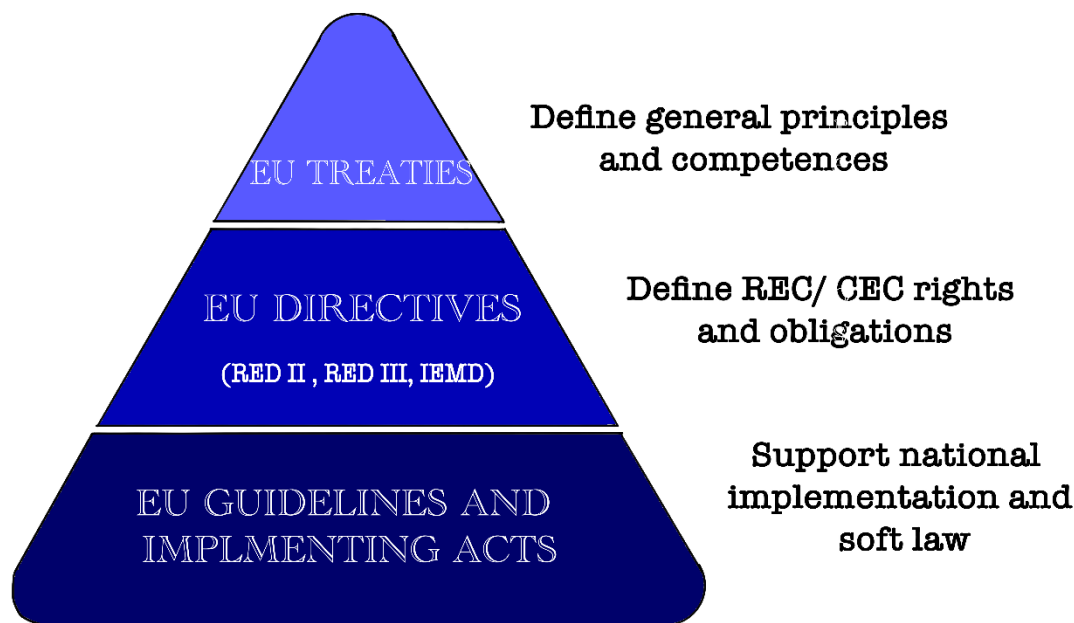 EU TREATIES
Define general principles
and competences
EU DIRECTIVES
(RED II , RED III, IEMD)
Define REC/ CEC rights
and obligations
EU GUIDELINES AND
IMPLMENTING ACTS
Support national
implementation and
soft law